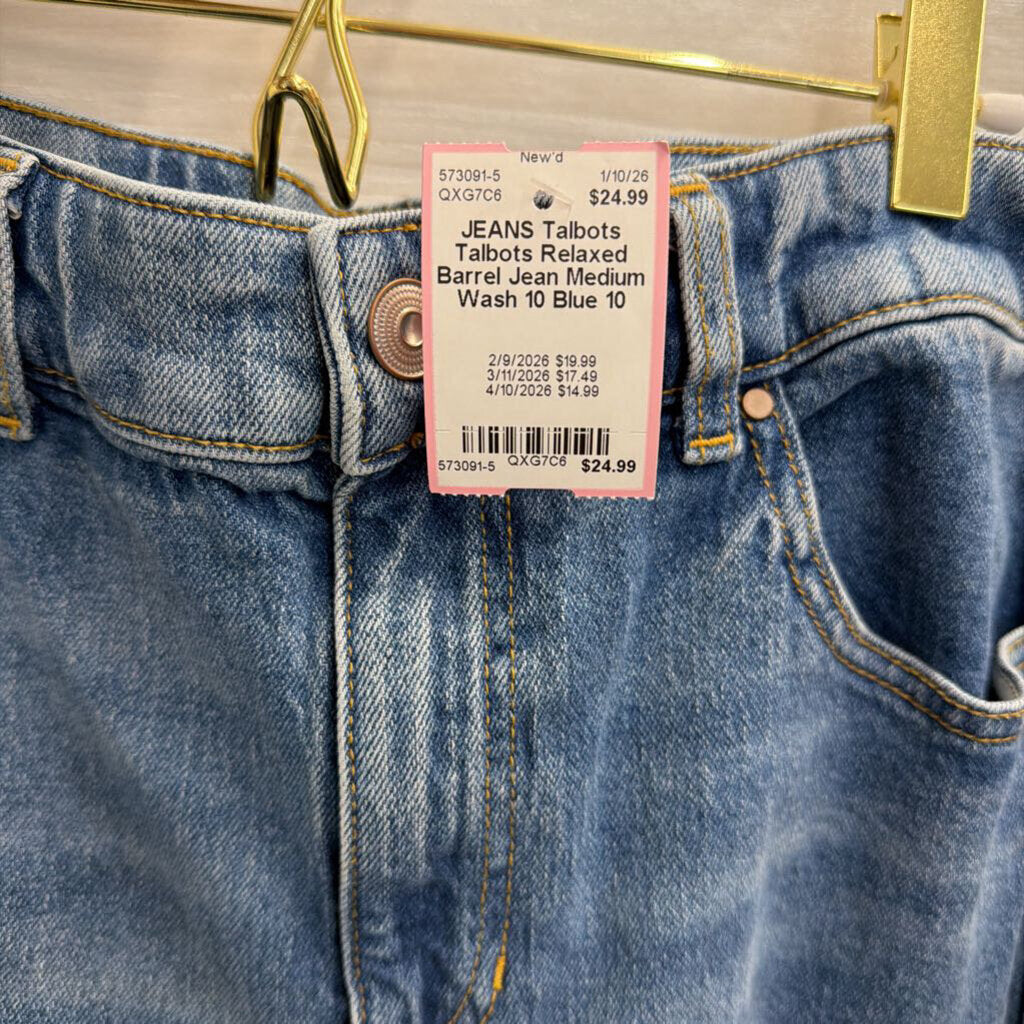 New'd
573091-5 1/10/26
QXG7C6 $24.99
JEANS Talbots
Talbots Relaxed
Barrel Jean Medium
Wash 10 Blue 10
2/9/2026 $19.99
3/11/2026 $17.49
4/10/2026 $14.99
573091-5 QXG7C6 $24.99